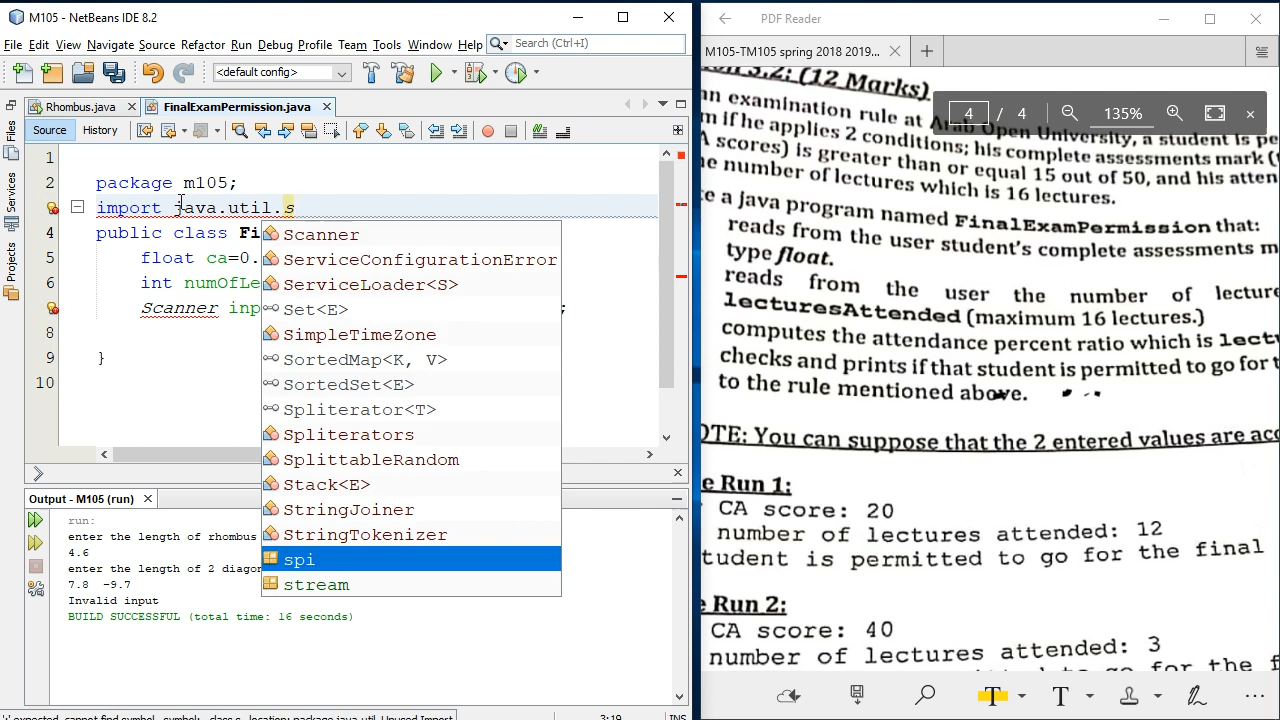 M105 - NetBeans IDE 8.2
File Edit View Navigate Source Refactor Run Debug Profile Team Tools Window Help
Search (Ctrl+I)
<default config>
Rhombus.java
FinalExamPermission.java
Source History
Files
Services
Projects
1
2 package m105;
3 import java.util.s
4 public class Fi
5 float ca=0.
6 int numOfLe
7 Scanner inp ;
8
9 }
10
Scanner
ServiceConfigurationError
ServiceLoader<S>
Set<E>
SimpleTimeZone
SortedMap<K, V>
SortedSet<E>
Spliterator<T>
Spliterators
SplittableRandom
Stack<E>
StringJoiner
StringTokenizer
spi
stream
Output - M105 (run)
run:
enter the length of rhombus
4.6
enter the length of 2 diagon
7.8 -9.7
Invalid input
BUILD SUCCESSFUL (total time: 16 seconds)
3:19 INS
PDF Reader
M105-TM105 spring 2018 2019...
4 / 4 135%
3.2: (12 Marks)
an examination rule at Arab Open University, a student is pe
m if he applies 2 conditions; his complete assessments mark (
A scores) is greater than or equal 15 out of 50, and his atten
he number of lectures which is 16 lectures.
te a java program named FinalExamPermission that:
reads from the user student's complete assessments m
type float.
reads from the user the number of lecture
lecturesAttended (maximum 16 lectures.)
computes the attendance percent ratio which is lect
checks and prints if that student is permitted to go for t
to the rule mentioned above.
OTE: You can suppose that the 2 entered values are acc
e Run 1:
CA score: 20
number of lectures attended: 12
student is permitted to go for the final
e Run 2:
CA score: 40
number of lectures attended: 3